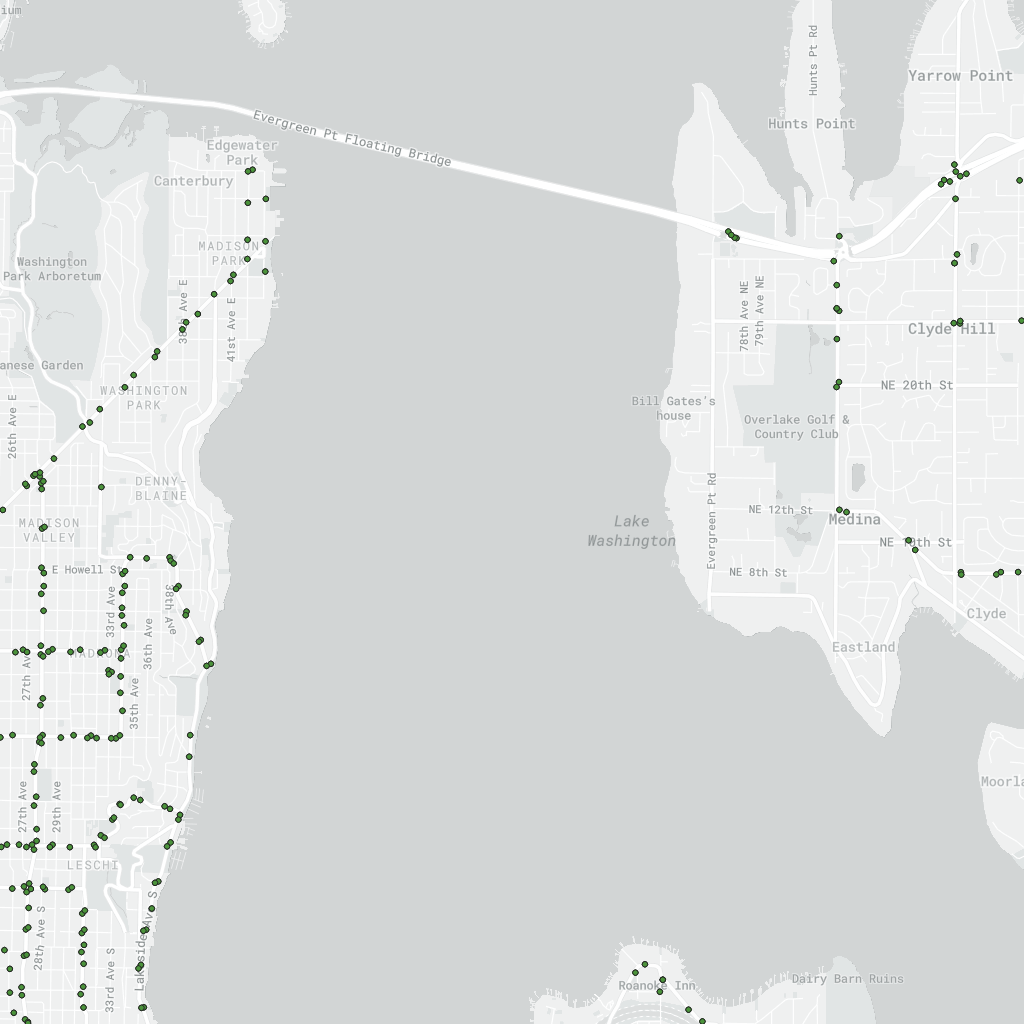 ium
Evergreen Pt Floating Bridge
Hunts Pt Rd
Yarrow Point
Hunts Point
Edgewater
Park
Canterbury
MADISON
PARK
Washington
Park Arboretum
38th Ave E
41st Ave E
78th Ave NE
79th Ave NE
Clyde Hill
anese Garden
WASHINGTON
PARK
NE 20th St
Bill Gates's
house
Overlake Golf &
Country Club
26th Ave E
DENNY-
BLAINE
MADISON
VALLEY
Evergreen Pt Rd
Lake
Washington
NE 12th St
Medina
E Howell St
NE 8th St
38th Ave
33rd Ave
36th Ave
Clyde
Eastland
27th Ave
35th Ave
Moorla
27th Ave
29th Ave
LESCHI
28th Ave S
33rd Ave S
Lakeside Av S
Roanoke Inn
Dairy Barn Ruins